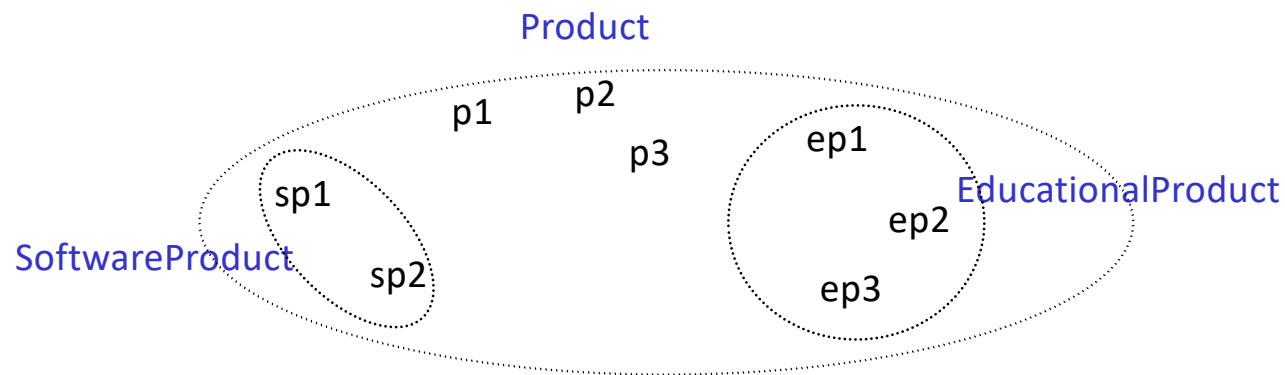 Product
p1
p2
p3
ep1
sp1
EducationalProduct
ep2
SoftwareProduct
sp2
ep3